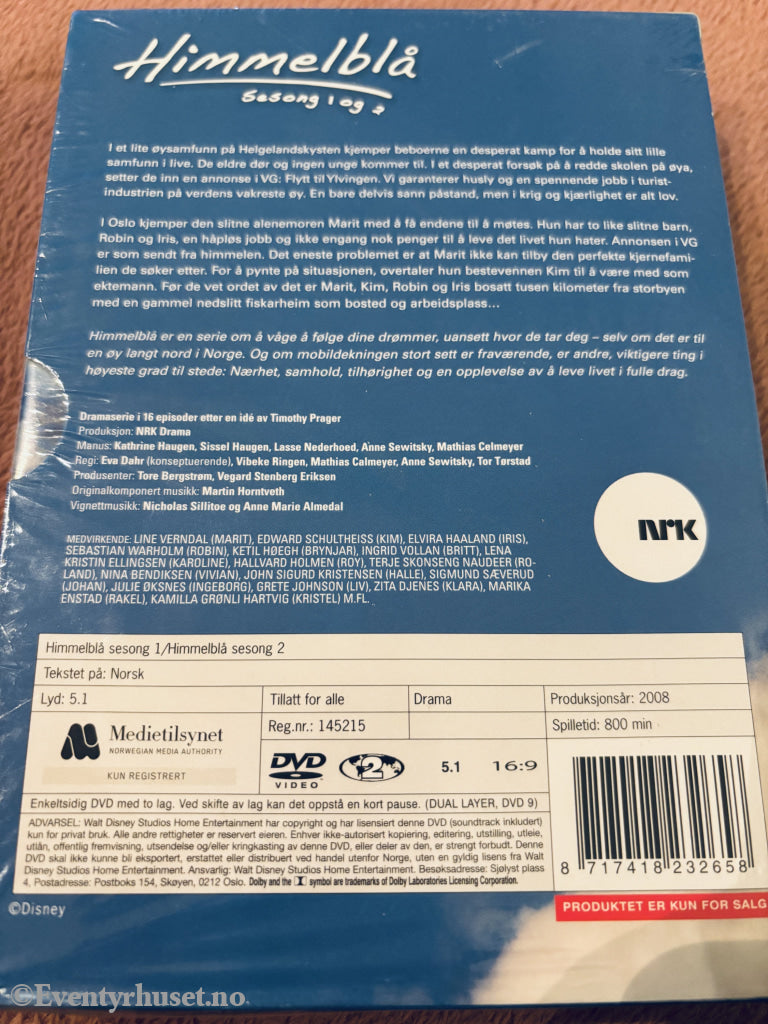 Himmelblå
Sesong 1 og 2
I et lite øysamfunn på Helgelandskysten kjemper beboerne en desperat kamp for å holde sitt lille
samfunn i live. De eldre dør og ingen unge kommer til. I et desperat forsøk på å redde skolen på øya,
setter de inn en annonse i VG: Flytt til Ylvingen. Vi garanterer husly og en spennende jobb i turist-
industrien på verdens vakreste øy. En bare delvis sann påstand, men i krig og kjærlighet er alt lov.
I Oslo kjemper den slitne alenemoren Marit med å få endene til å møtes. Hun har to like slitne barn,
Robin og Iris, en håpløs jobb og ikke engang nok penger til å leve det livet hun hater. Annonsen i VG
er som sendt fra himmelen. Det eneste problemet er at Marit ikke kan tilby den perfekte kjernefami-
lien de søker etter. For å pynte på situasjonen, overtaler hun bestevennen Kim til å være med som
ektemann. Før de vet ordet av det er Marit, Kim, Robin og Iris bosatt tusen kilometer fra storbyen
med en gammel nedslitt fiskarheim som bosted og arbeidsplass...
Himmelblå er en serie om å våge å følge dine drømmer, uansett hvor de tar deg – selv om det er til
en øy langt nord i Norge. Og om mobildekningen stort sett er fraværende, er andre, viktigere ting i
høyeste grad til stede: Nærhet, samhold, tilhørighet og en opplevelse av å leve livet i fulle drag.
Dramaserie i 16 episoder etter en idé av Timothy Prager
Produksjon: NRK Drama
Manus: Kathrine Haugen, Sissel Haugen, Lasse Nederhoed, Anne Sewitsky, Mathias Celmeyer
Regi: Eva Dahr (konseptuerende), Vibeke Ringen, Mathias Calmeyer, Anne Sewitsky, Tor Tørstad
Produsenter: Tore Bergstrøm, Vegard Stenberg Eriksen
Originalkomponert musikk: Martin Horntveth
Vignettmusikk: Nicholas Sillitoe og Anne Marie Almedal
nrk
MEDVIRKENDE: LINE VERNDAL (MARIT), EDWARD SCHULTHEISS (KIM), ELVIRA HAALAND (IRIS),
SEBASTIAN WARHOLM (ROBIN), KETIL HØEGH (BRYNJAR), INGRID VOLLAN (BRITT), LENA
KRISTIN ELLINGSEN (KAROLINE), HALLVARD HOLMEN (ROY), TERJE SKONSENG NAUDEER (RO-
LAND), NINA BENDIKSEN (VIVIAN), JOHN SIGURD KRISTENSEN (HALLE), SIGMUND SÆVERUD
(JOHAN), JULIE ØKSNES (INGEBORG), GRETE JOHNSON (LIV), ZITA DJENES (KLARA), MARIKA
ENSTAD (RAKEL), KAMILLA GRØNLI HARTVIG (KRISTEL) M.FL.
Himmelblå sesong 1/Himmelblå sesong 2
Tekstet på: Norsk
Lyd: 5.1 Tillatt for alle Drama Produksjonsår: 2008
Reg.nr.: 145215 Spilletid: 800 min
Medietilsynet
NORWEGIAN MEDIA AUTHORITY
KUN REGISTRERT
DVD VIDEO 2 5.1 16:9
Enkeltsidig DVD med to lag. Ved skifte av lag kan det oppstå en kort pause. (DUAL LAYER, DVD 9)
ADVARSEL: Walt Disney Studios Home Entertainment har copyright og har lisensiert denne DVD (soundtrack inkludert)
kun for privat bruk. Alle andre rettigheter er reservert eieren. Enhver ikke-autorisert kopiering, editering, utstilling, utleie,
utlån, offentlig fremvisning, utsendelse og/eller kringkasting av denne DVD, eller deler av den, er strengt forbudt. Denne
DVD skal ikke kunne bli eksportert, erstattet eller distribuert ved handel utenfor Norge, uten en gyldig lisens fra Walt
Disney Studios Home Entertainment. Ansvarlig: Walt Disney Studios Home Entertainment. Besøksadresse: Sjølyst plass
4, Postadresse: Postboks 154, Skøyen, 0212 Oslo. Dolby and the symbol are trademarks of Dolby Laboratories Licensing Corporation.
8 717418 232658
©Disney
PRODUKTET ER KUN FOR SALG
©Eventyrhuset.no